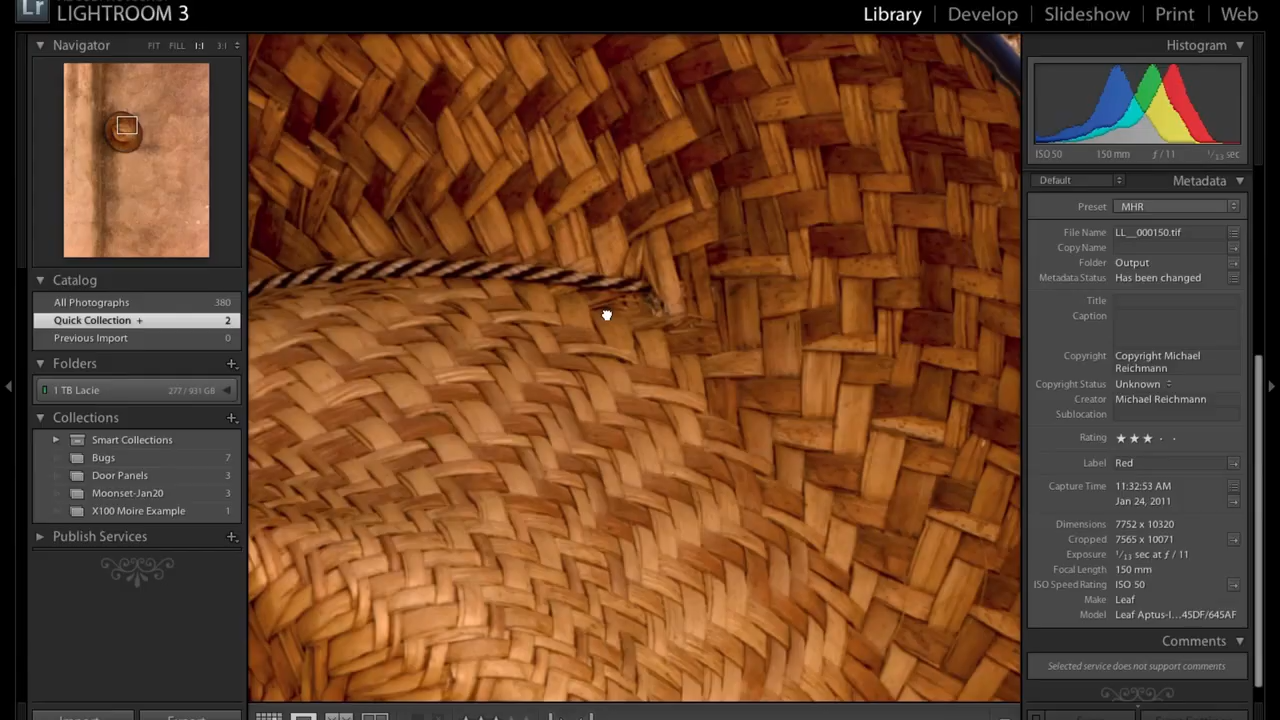 Lr
LIGHTROOM 3
Library | Develop | Slideshow | Print | Web
Navigator FIT FILL 1:1 3:1
Catalog
All Photographs 380
Quick Collection + 2
Previous Import 0
Folders +
1 TB Lacie 277 / 931 GB
Collections +
Smart Collections
Bugs 7
Door Panels 3
Moonset-Jan20 3
X100 Moire Example 1
Publish Services +
Histogram
ISO 50 150 mm f / 11 1/13 sec
Default Metadata
Preset MHR
File Name LL__000150.tif
Copy Name
Folder Output
Metadata Status Has been changed
Title
Caption
Copyright Copyright Michael
Reichmann
Copyright Status Unknown
Creator Michael Reichmann
Sublocation
Rating ★ ★ ★ · ·
Label Red
Capture Time 11:32:53 AM
Jan 24, 2011
Dimensions 7752 x 10320
Cropped 7565 x 10071
Exposure 1/13 sec at f / 11
Focal Length 150 mm
ISO Speed Rating ISO 50
Make Leaf
Model Leaf Aptus-I...45DF/645AF
Comments
Selected service does not support comments